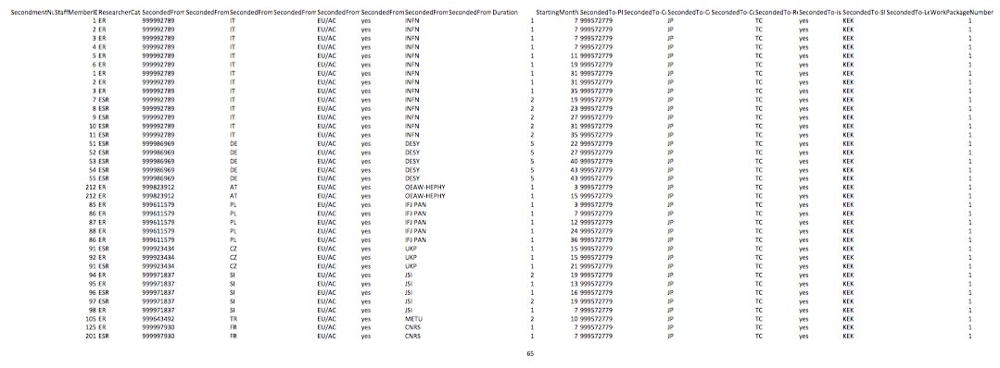 SecondmentNu StaffMemberI ResearcherCat SecondedFrom SecondedFrom SecondedFrom SecondedFrom SecondedFrom SecondedFrom SecondedFrom SecondedFrom Duration StartingMonth SecondedTo-PI SecondedTo-C SecondedTo-C SecondedTo-C SecondedTo-R SecondedTo-is SecondedTo-Sl SecondedTo-Le WorkPackageNumber
1 ER 999992789 IT EU/AC yes INFN 1 7 999572779 JP TC yes KEK 1
2 ER 999992789 IT EU/AC yes INFN 1 7 999572779 JP TC yes KEK 1
3 ER 999992789 IT EU/AC yes INFN 1 7 999572779 JP TC yes KEK 1
4 ER 999992789 IT EU/AC yes INFN 1 7 999572779 JP TC yes KEK 1
5 ER 999992789 IT EU/AC yes INFN 1 11 999572779 JP TC yes KEK 1
6 ER 999992789 IT EU/AC yes INFN 1 19 999572779 JP TC yes KEK 1
1 ER 999992789 IT EU/AC yes INFN 1 31 999572779 JP TC yes KEK 1
2 ER 999992789 IT EU/AC yes INFN 1 31 999572779 JP TC yes KEK 1
3 ER 999992789 IT EU/AC yes INFN 1 35 999572779 JP TC yes KEK 1
7 ESR 999992789 IT EU/AC yes INFN 2 19 999572779 JP TC yes KEK 1
8 ESR 999992789 IT EU/AC yes INFN 2 23 999572779 JP TC yes KEK 1
9 ESR 999992789 IT EU/AC yes INFN 2 27 999572779 JP TC yes KEK 1
10 ESR 999992789 IT EU/AC yes INFN 2 31 999572779 JP TC yes KEK 1
11 ESR 999992789 IT EU/AC yes INFN 2 35 999572779 JP TC yes KEK 1
51 ESR 999986969 DE EU/AC yes DESY 5 22 999572779 JP TC yes KEK 1
52 ESR 999986969 DE EU/AC yes DESY 5 27 999572779 JP TC yes KEK 1
53 ESR 999986969 DE EU/AC yes DESY 5 40 999572779 JP TC yes KEK 1
54 ESR 999986969 DE EU/AC yes DESY 5 43 999572779 JP TC yes KEK 1
55 ESR 999986969 DE EU/AC yes DESY 5 43 999572779 JP TC yes KEK 1
212 ER 999823912 AT EU/AC yes OEAW-HEPHY 1 3 999572779 JP TC yes KEK 1
212 ER 999823912 AT EU/AC yes OEAW-HEPHY 1 15 999572779 JP TC yes KEK 1
85 ER 999611579 PL EU/AC yes IFJ PAN 1 3 999572779 JP TC yes KEK 1
86 ER 999611579 PL EU/AC yes IFJ PAN 1 7 999572779 JP TC yes KEK 1
87 ER 999611579 PL EU/AC yes IFJ PAN 1 12 999572779 JP TC yes KEK 1
88 ER 999611579 PL EU/AC yes IFJ PAN 1 24 999572779 JP TC yes KEK 1
86 ER 999611579 PL EU/AC yes IFJ PAN 1 36 999572779 JP TC yes KEK 1
91 ESR 999923434 CZ EU/AC yes UKP 1 15 999572779 JP TC yes KEK 1
92 ER 999923434 CZ EU/AC yes UKP 1 15 999572779 JP TC yes KEK 1
91 ESR 999923434 CZ EU/AC yes UKP 1 21 999572779 JP TC yes KEK 1
94 ER 999971837 SI EU/AC yes JSI 2 19 999572779 JP TC yes KEK 1
95 ER 999971837 SI EU/AC yes JSI 1 13 999572779 JP TC yes KEK 1
96 ESR 999971837 SI EU/AC yes JSI 1 16 999572779 JP TC yes KEK 1
97 ESR 999971837 SI EU/AC yes JSI 2 19 999572779 JP TC yes KEK 1
98 ER 999971837 SI EU/AC yes JSI 1 7 999572779 JP TC yes KEK 1
105 ER 999643492 TR EU/AC yes METU 2 10 999572779 JP TC yes KEK 1
125 ER 999997930 FR EU/AC yes CNRS 1 7 999572779 JP TC yes KEK 1
201 ESR 999997930 FR EU/AC yes CNRS 1 7 999572779 JP TC yes KEK 1
65